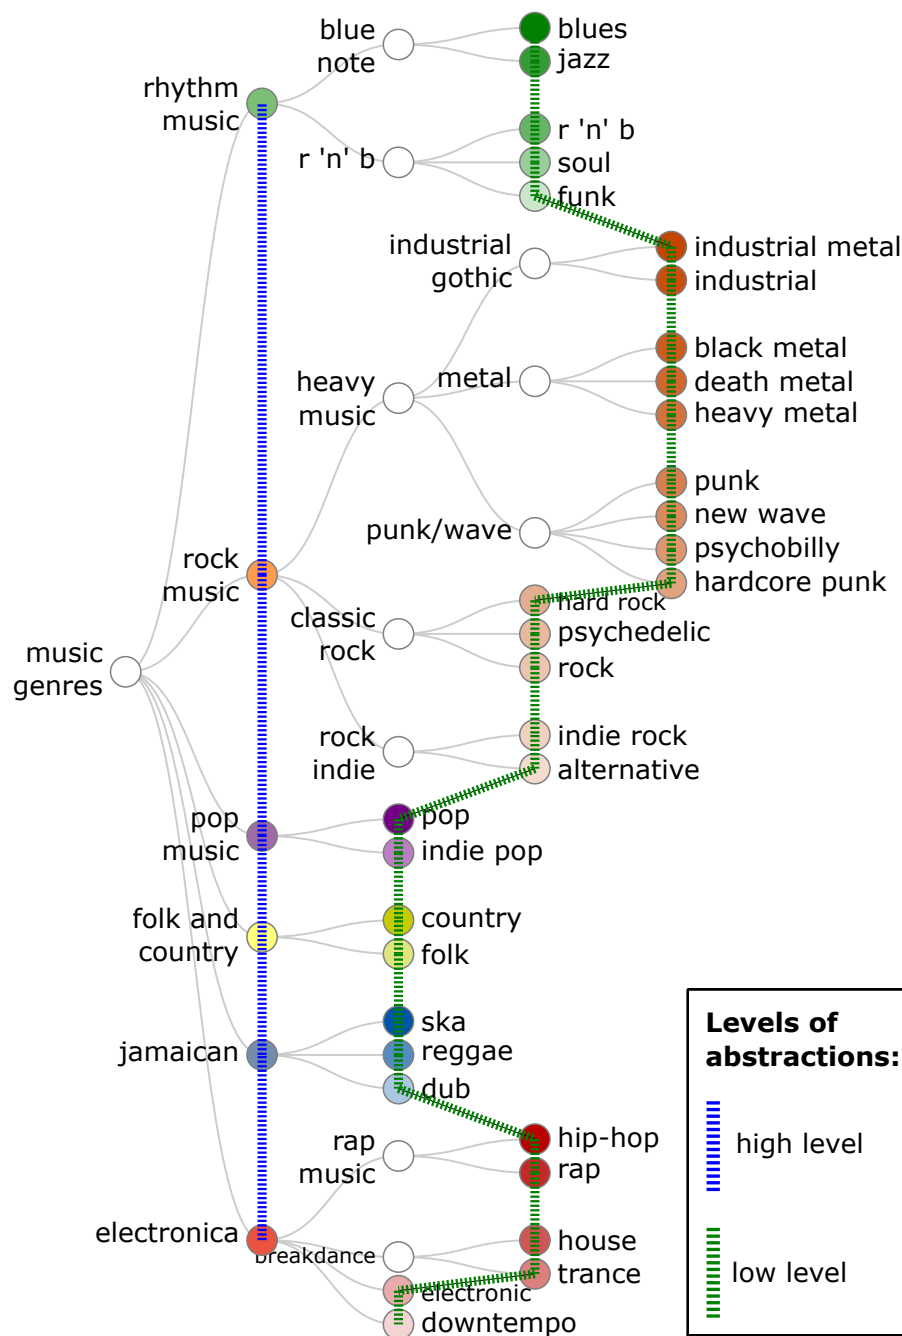 blue
note
blues
jazz
rhythm
music
r 'n' b
r 'n' b
soul
funk
industrial
gothic
industrial metal
industrial
heavy
music
metal
black metal
death metal
heavy metal
punk/wave
punk
new wave
psychobilly
hardcore punk
rock
music
classic
rock
hard rock
psychedelic
rock
music
genres
rock
indie
indie rock
alternative
pop
music
pop
indie pop
folk and
country
country
folk
jamaican
ska
reggae
dub
rap
music
hip-hop
rap
electronica
breakdance
house
trance
electronic
downtempo
Levels of
abstractions:
high level
low level